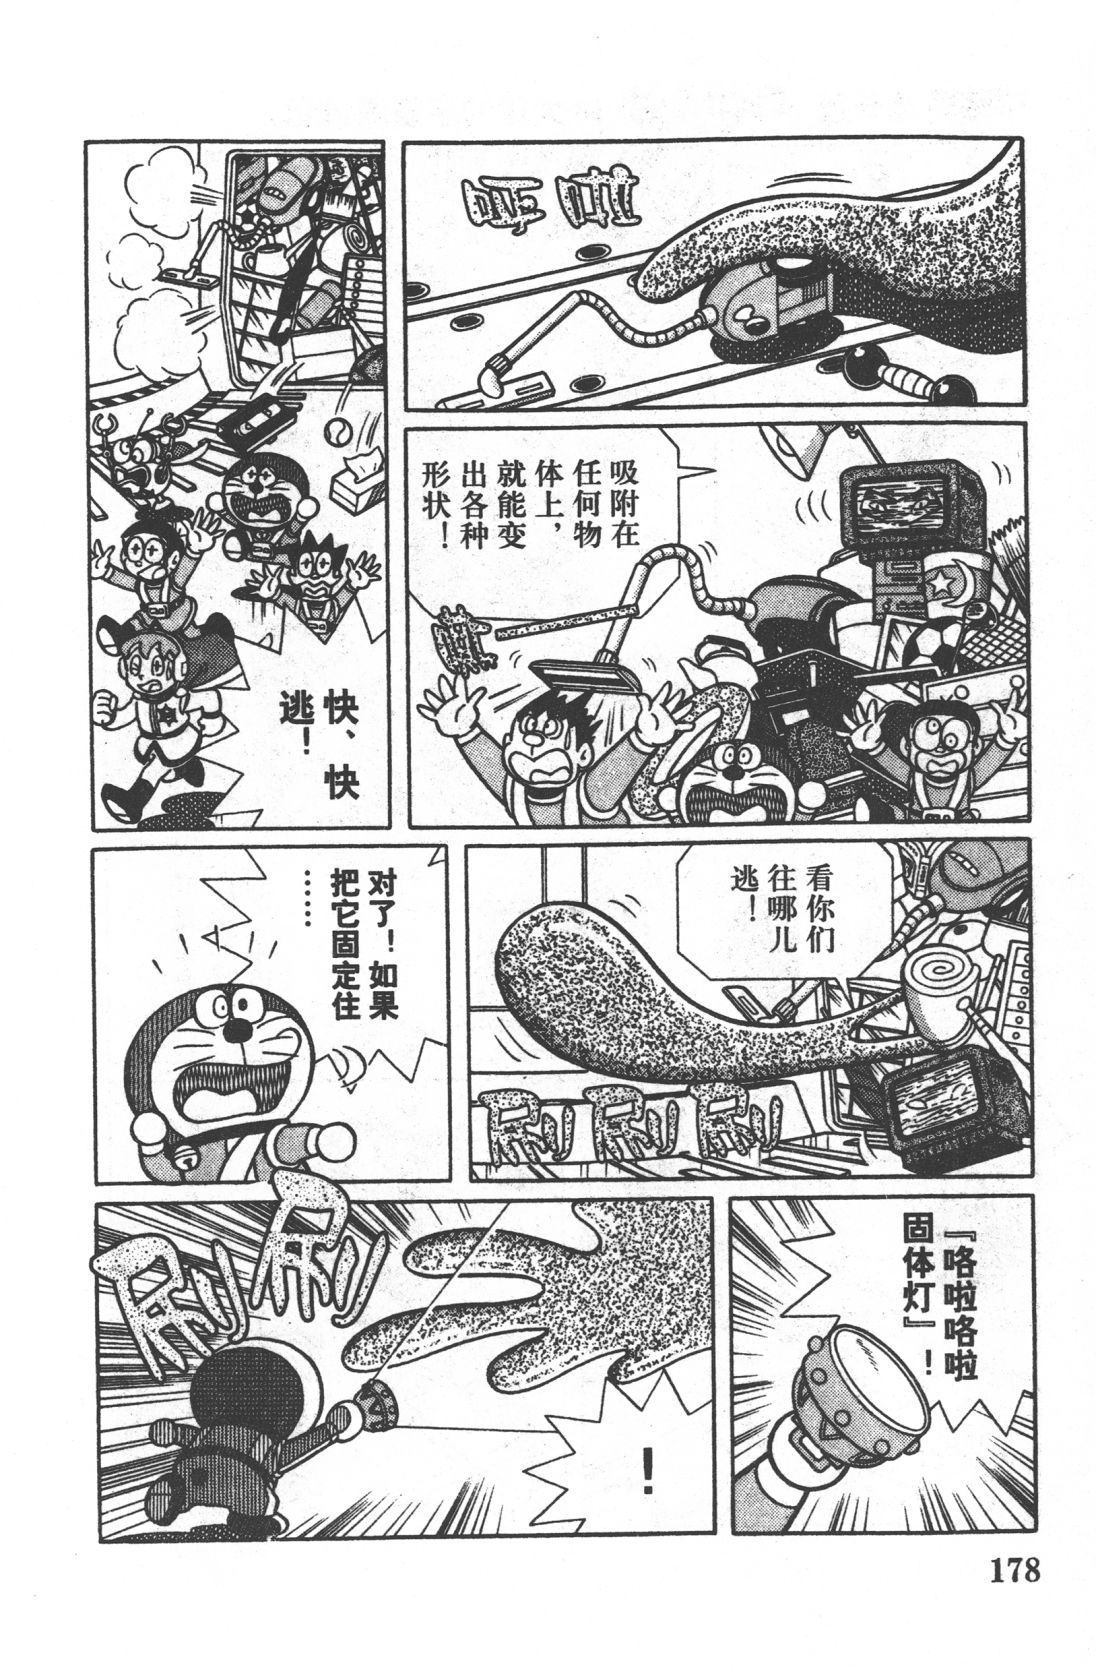 啦哑
吸附在
任何物
体上，
就能变
出各种
形状！
快、快
逃！
看你们
往哪儿
逃！
刷刷刷
对了！如果
把它固定住
……
『咯啦咯啦
固体灯』！
刷刷
！
178